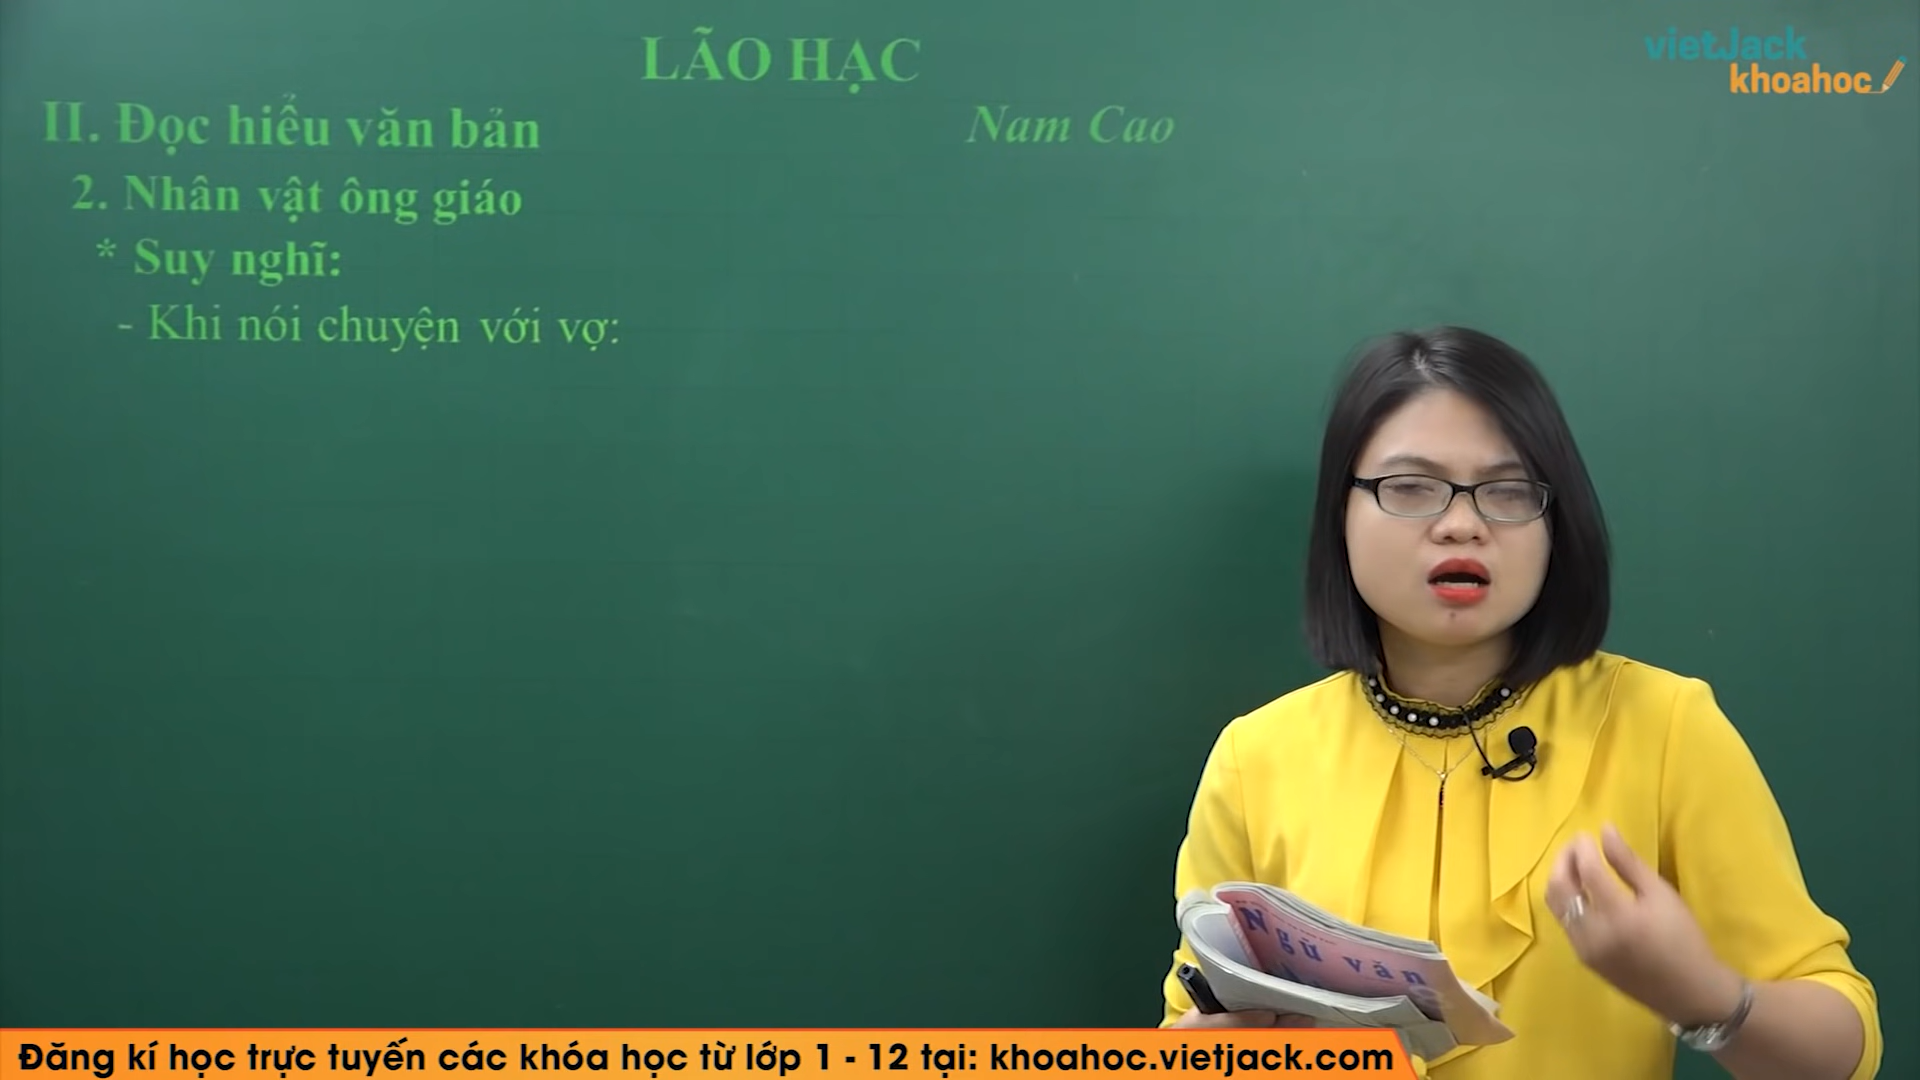 LÃO HẠC
vietJack
khoahoc
II. Đọc hiểu văn bản
Nam Cao
2. Nhân vật ông giáo
* Suy nghĩ:
- Khi nói chuyện với vợ:
Ngữ văn
Đăng kí học trực tuyến các khóa học từ lớp 1 - 12 tại: khoahoc.vietjack.com